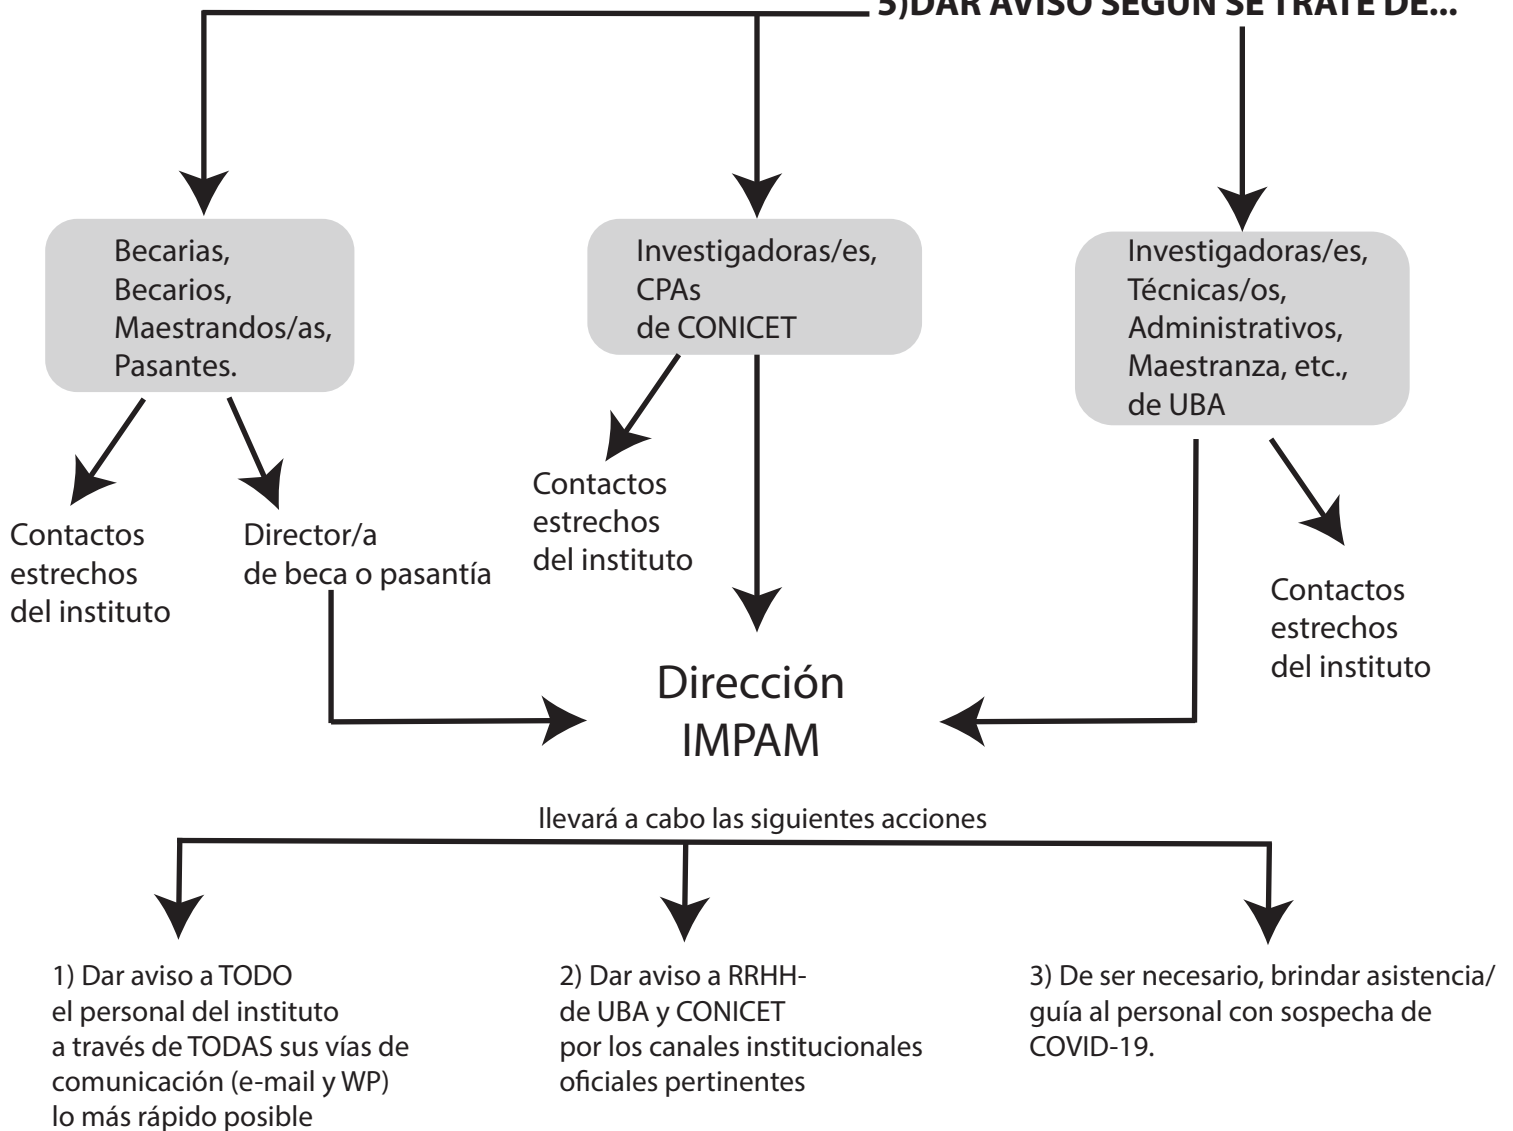 5)DAR AVISO SEGÚN SE TRATE DE...
Becarias,
Becarios,
Maestrandos/as,
Pasantes.
Investigadoras/es,
CPAs
de CONICET
Investigadoras/es,
Técnicas/os,
Administrativos,
Maestranza, etc.,
de UBA
Contactos
estrechos
del instituto
Director/a
de beca o pasantía
Contactos
estrechos
del instituto
Contactos
estrechos
del instituto
Dirección
IMPAM
llevará a cabo las siguientes acciones
1) Dar aviso a TODO
el personal del instituto
a través de TODAS sus vías de
comunicación (e-mail y WP)
lo más rápido posible
2) Dar aviso a RRHH-
de UBA y CONICET
por los canales institucionales
oficiales pertinentes
3) De ser necesario, brindar asistencia/
guía al personal con sospecha de
COVID-19.